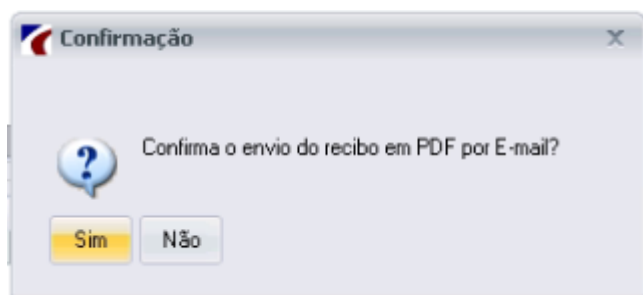 Confirmação
Confirma o envio do recibo em PDF por E-mail?
Sim Não